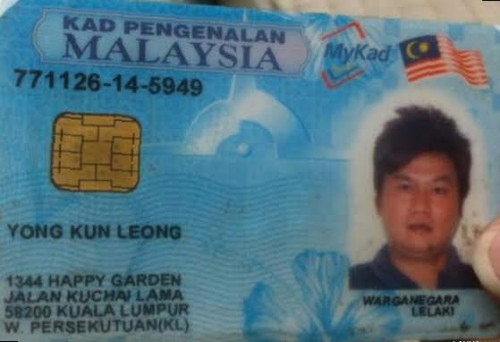 KAD PENGENALAN
MALAYSIA
MyKad
771126-14-5949
YONG KUN LEONG
1344 HAPPY GARDEN
JALAN KUCHAI LAMA
58200 KUALA LUMPUR
W. PERSEKUTUAN(KL)
WARGANEGARA
LELAKI